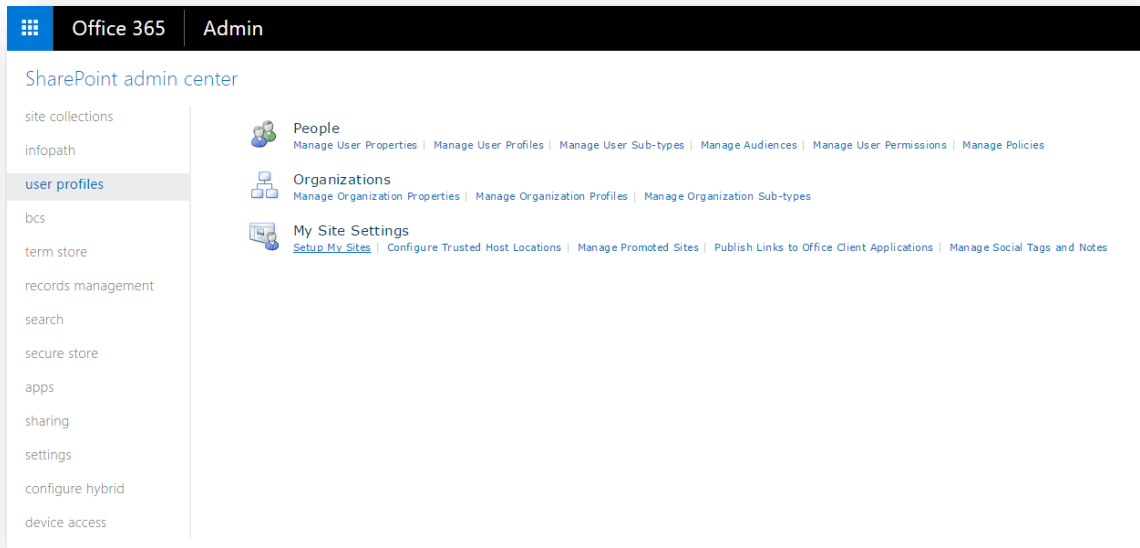 Office 365 Admin
SharePoint admin center
site collections
infopath
user profiles
bcs
term store
records management
search
secure store
apps
sharing
settings
configure hybrid
device access
People
Manage User Properties | Manage User Profiles | Manage User Sub-types | Manage Audiences | Manage User Permissions | Manage Policies
Organizations
Manage Organization Properties | Manage Organization Profiles | Manage Organization Sub-types
My Site Settings
Setup My Sites | Configure Trusted Host Locations | Manage Promoted Sites | Publish Links to Office Client Applications | Manage Social Tags and Notes